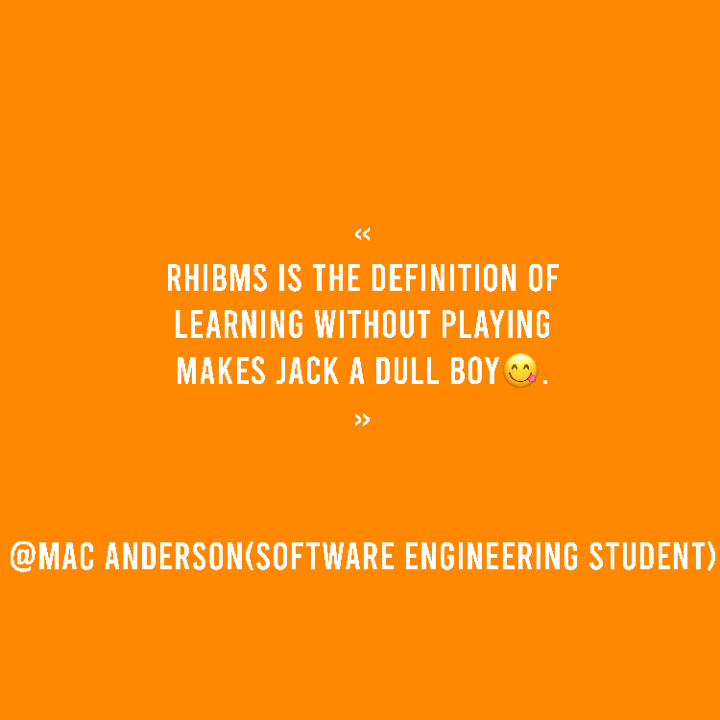 «
RHIBMS IS THE DEFINITION OF
LEARNING WITHOUT PLAYING
MAKES JACK A DULL BOY😋.
»
@MAC ANDERSON(SOFTWARE ENGINEERING STUDENT)